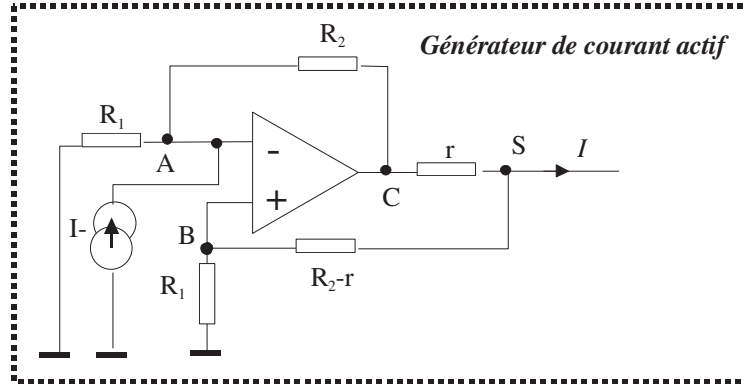 R₂
Générateur de courant actif
R₁
A
-
r
S
I
+
C
I-
B
R₁
R₂-r